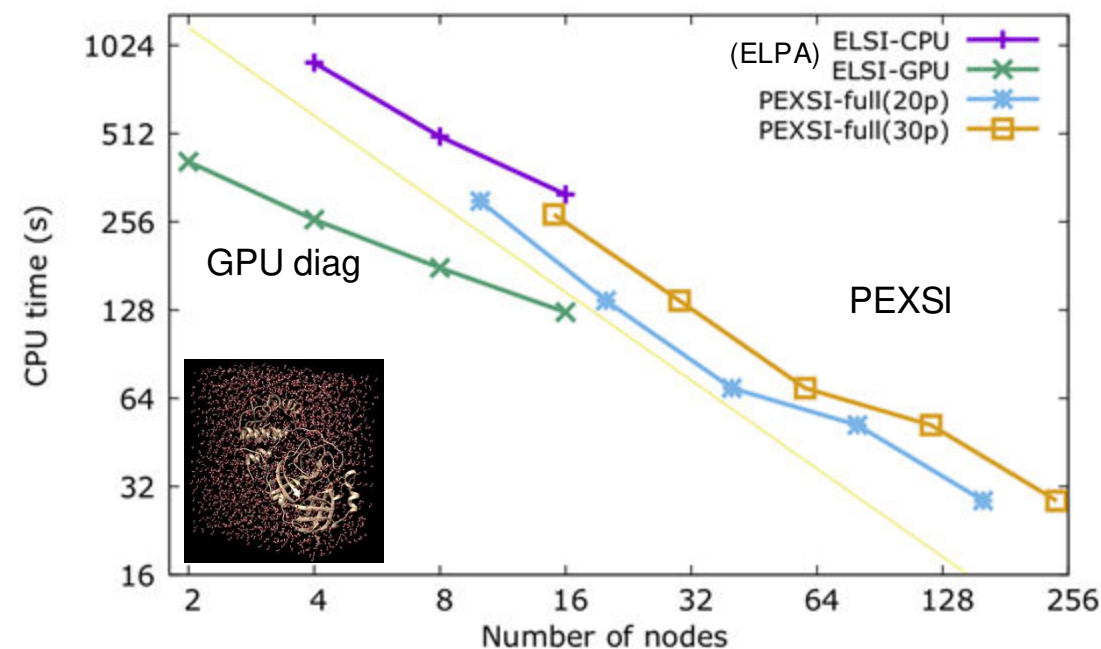 1024
512
256
128
64
32
16
CPU time (s)
2 4 8 16 32 64 128 256
Number of nodes
(ELPA) ELSI-CPU
ELSI-GPU
PEXSI-full(20p)
PEXSI-full(30p)
GPU diag
PEXSI